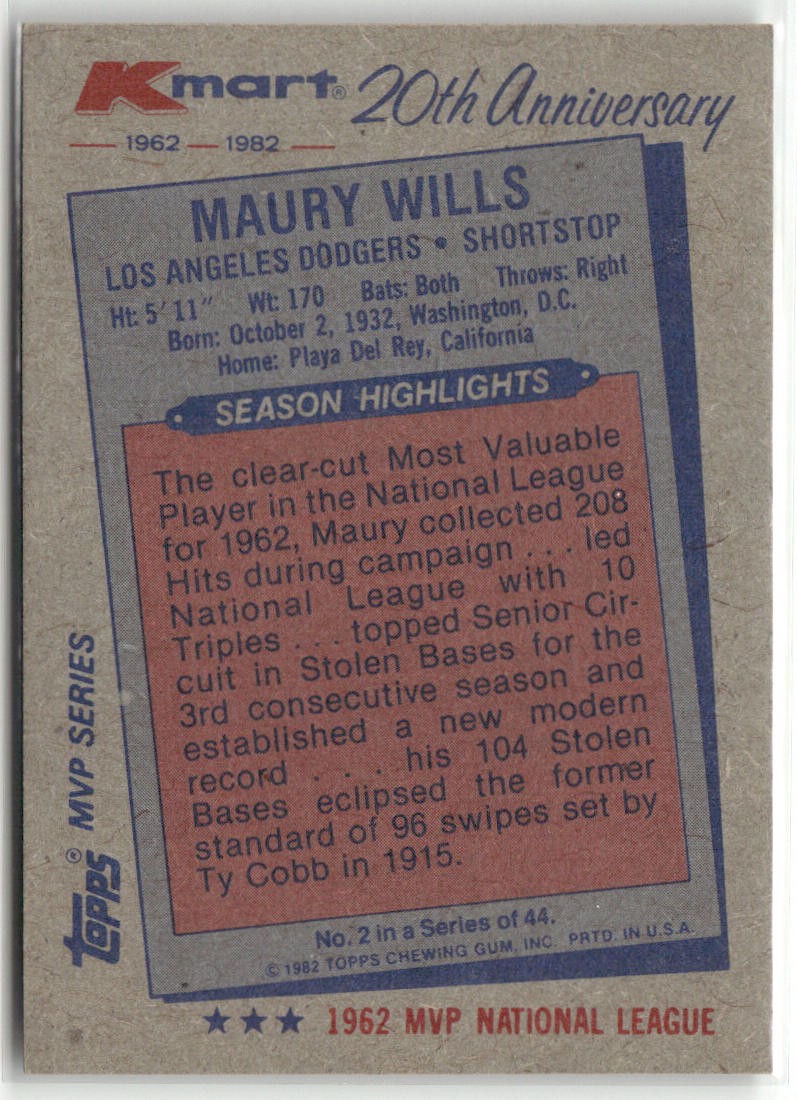 Kmart® 20th Anniversary
1962 — 1982
MAURY WILLS
LOS ANGELES DODGERS • SHORTSTOP
Ht: 5'11" Wt: 170 Bats: Both Throws: Right
Born: October 2, 1932, Washington, D.C.
Home: Playa Del Rey, California
SEASON HIGHLIGHTS
The clear-cut Most Valuable
Player in the National League
for 1962, Maury collected 208
Hits during campaign . . . led
National League with 10
Triples . . . topped Senior Cir-
cuit in Stolen Bases for the
3rd consecutive season and
established a new modern
record . . . his 104 Stolen
Bases eclipsed the former
standard of 96 swipes set by
Ty Cobb in 1915.
No. 2 in a Series of 44.
© 1982 TOPPS CHEWING GUM, INC. PRTD. IN U.S.A.
TOPPS® MVP SERIES
★★★ 1962 MVP NATIONAL LEAGUE